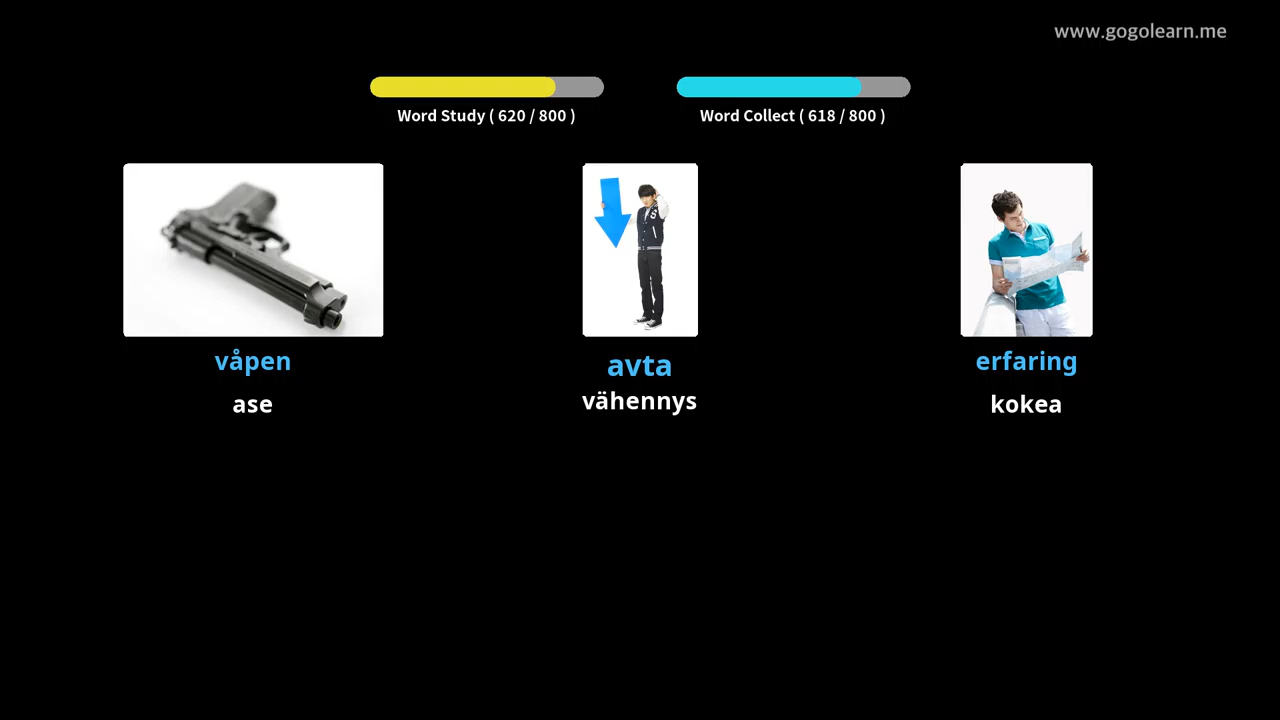 www.gogolearn.me
Word Study ( 620 / 800 )
Word Collect ( 618 / 800 )
våpen
avta
erfaring
ase
vähennys
kokea